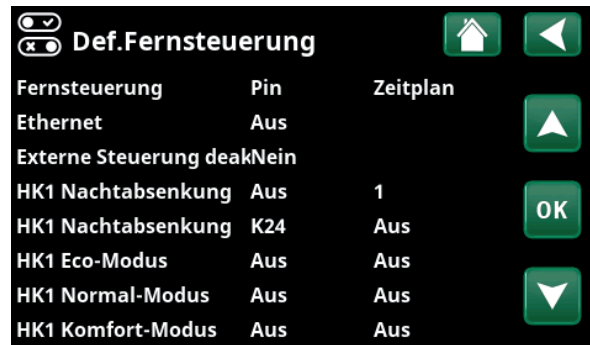 Def.Fernsteuerung
Fernsteuerung Pin Zeitplan
Ethernet Aus
Externe Steuerung deakNein
HK1 Nachtabsenkung Aus 1
HK1 Nachtabsenkung K24 Aus
HK1 Eco-Modus Aus Aus
HK1 Normal-Modus Aus Aus
HK1 Komfort-Modus Aus Aus
OK